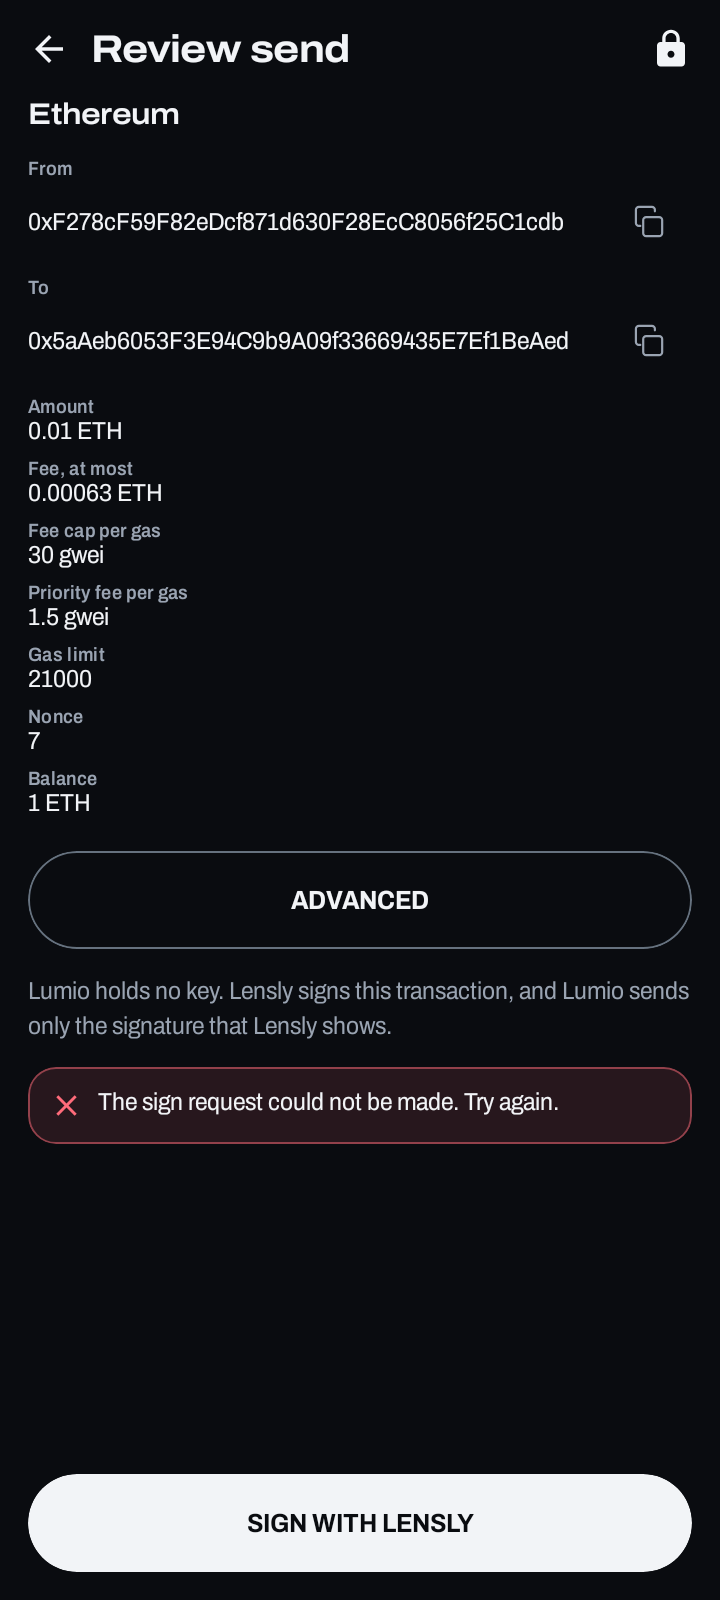 Review send
Ethereum
From
0xF278cF59F82eDcf871d630F28EcC8056f25C1cdb
To
0x5aAeb6053F3E94C9b9A09f33669435E7Ef1BeAed
Amount
0.01 ETH
Fee, at most
0.00063 ETH
Fee cap per gas
30 gwei
Priority fee per gas
1.5 gwei
Gas limit
21000
Nonce
7
Balance
1 ETH
ADVANCED
Lumio holds no key. Lensly signs this transaction, and Lumio sends
only the signature that Lensly shows.
The sign request could not be made. Try again.
SIGN WITH LENSLY